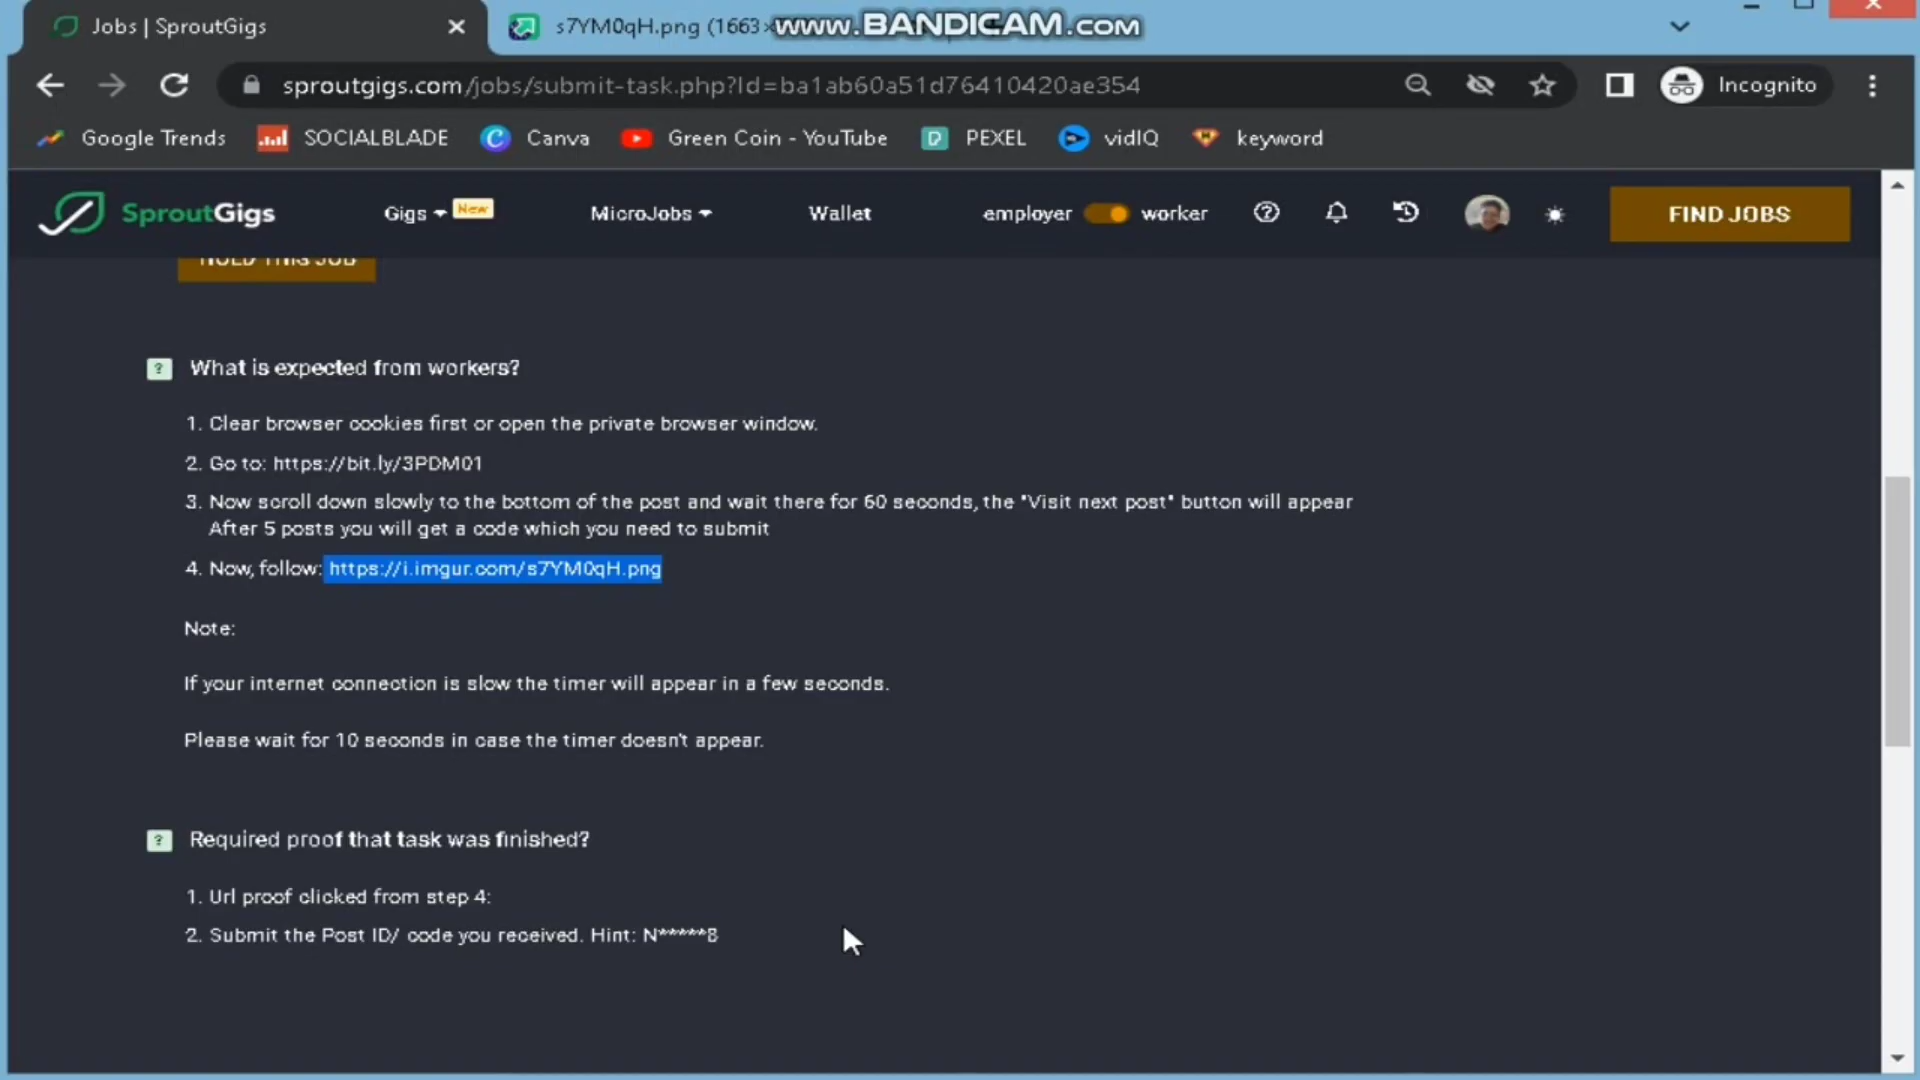 Jobs | SproutGigs
s7YM0qH.png (1663×
www.BANDICAM.com
sproutgigs.com/jobs/submit-task.php?Id=ba1ab60a51d76410420ae354
Incognito
Google Trends
SOCIALBLADE
Canva
Green Coin - YouTube
PEXEL
vidIQ
keyword
SproutGigs
Gigs
New
MicroJobs
Wallet
employer
worker
FIND JOBS
HOLD THIS JOB
What is expected from workers?
1. Clear browser cookies first or open the private browser window.
2. Go to: https://bit.ly/3PDM01
3. Now scroll down slowly to the bottom of the post and wait there for 60 seconds, the "Visit next post" button will appear
After 5 posts you will get a code which you need to submit
4. Now, follow: https://i.imgur.com/s7YM0qH.png
Note:
If your internet connection is slow the timer will appear in a few seconds.
Please wait for 10 seconds in case the timer doesn't appear.
Required proof that task was finished?
1. Url proof clicked from step 4:
2. Submit the Post ID/ code you received. Hint: N*****8